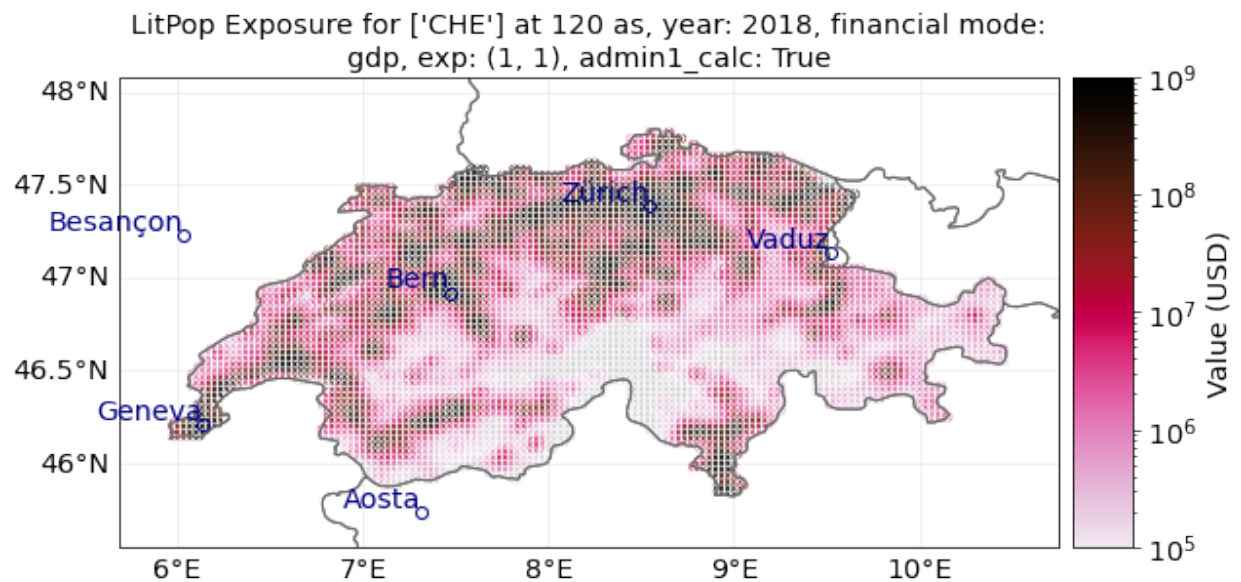 LitPop Exposure for ['CHE'] at 120 as, year: 2018, financial mode:
gdp, exp: (1, 1), admin1_calc: True
48°N
47.5°N
47°N
46.5°N
46°N
6°E
7°E
8°E
9°E
10°E
Besançon
Zürich
Vaduz
Bern
Geneva
Aosta
10⁹
10⁸
10⁷
10⁶
10⁵
Value (USD)